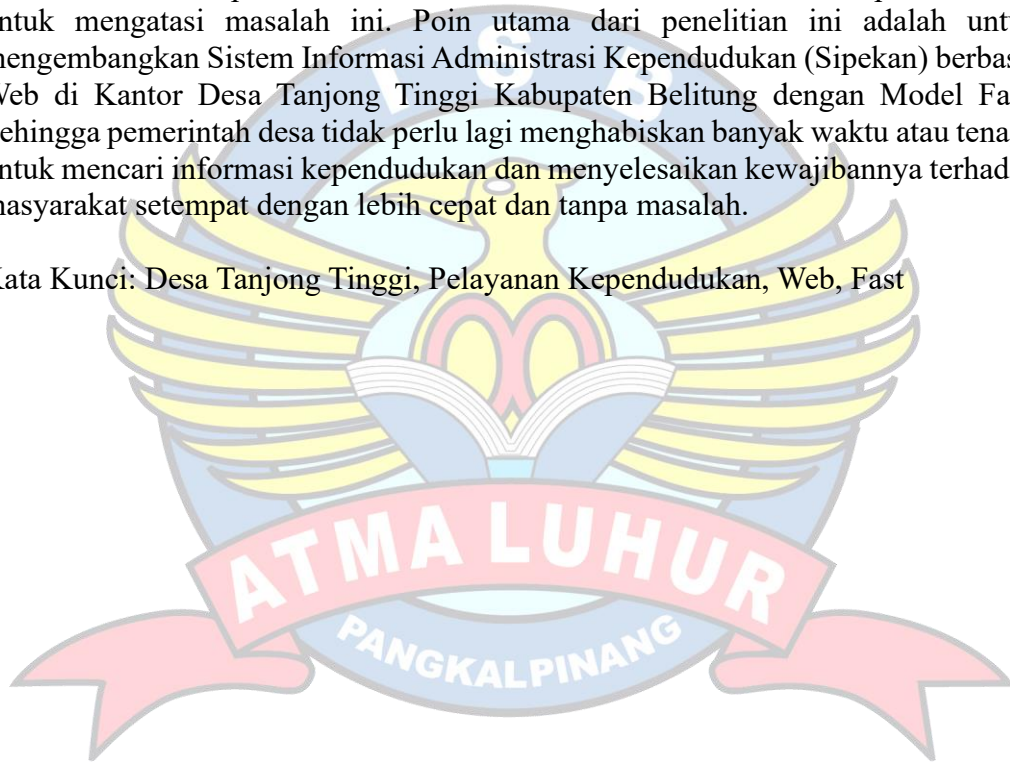 ntuk mengatasi masalah ini. Poin utama dari penelitian ini adalah untu
nengembangkan Sistem Informasi Administrasi Kependudukan (Sipekan) berbas
Web di Kantor Desa Tanjong Tinggi Kabupaten Belitung dengan Model Fa
ehingga pemerintah desa tidak perlu lagi menghabiskan banyak waktu atau tena
ntuk mencari informasi kependudukan dan menyelesaikan kewajibannya terhad
nasyarakat setempat dengan lebih cepat dan tanpa masalah.
Kata Kunci: Desa Tanjong Tinggi, Pelayanan Kependudukan, Web, Fast
I S B
ATMA LUHUR
PANGKALPINANG